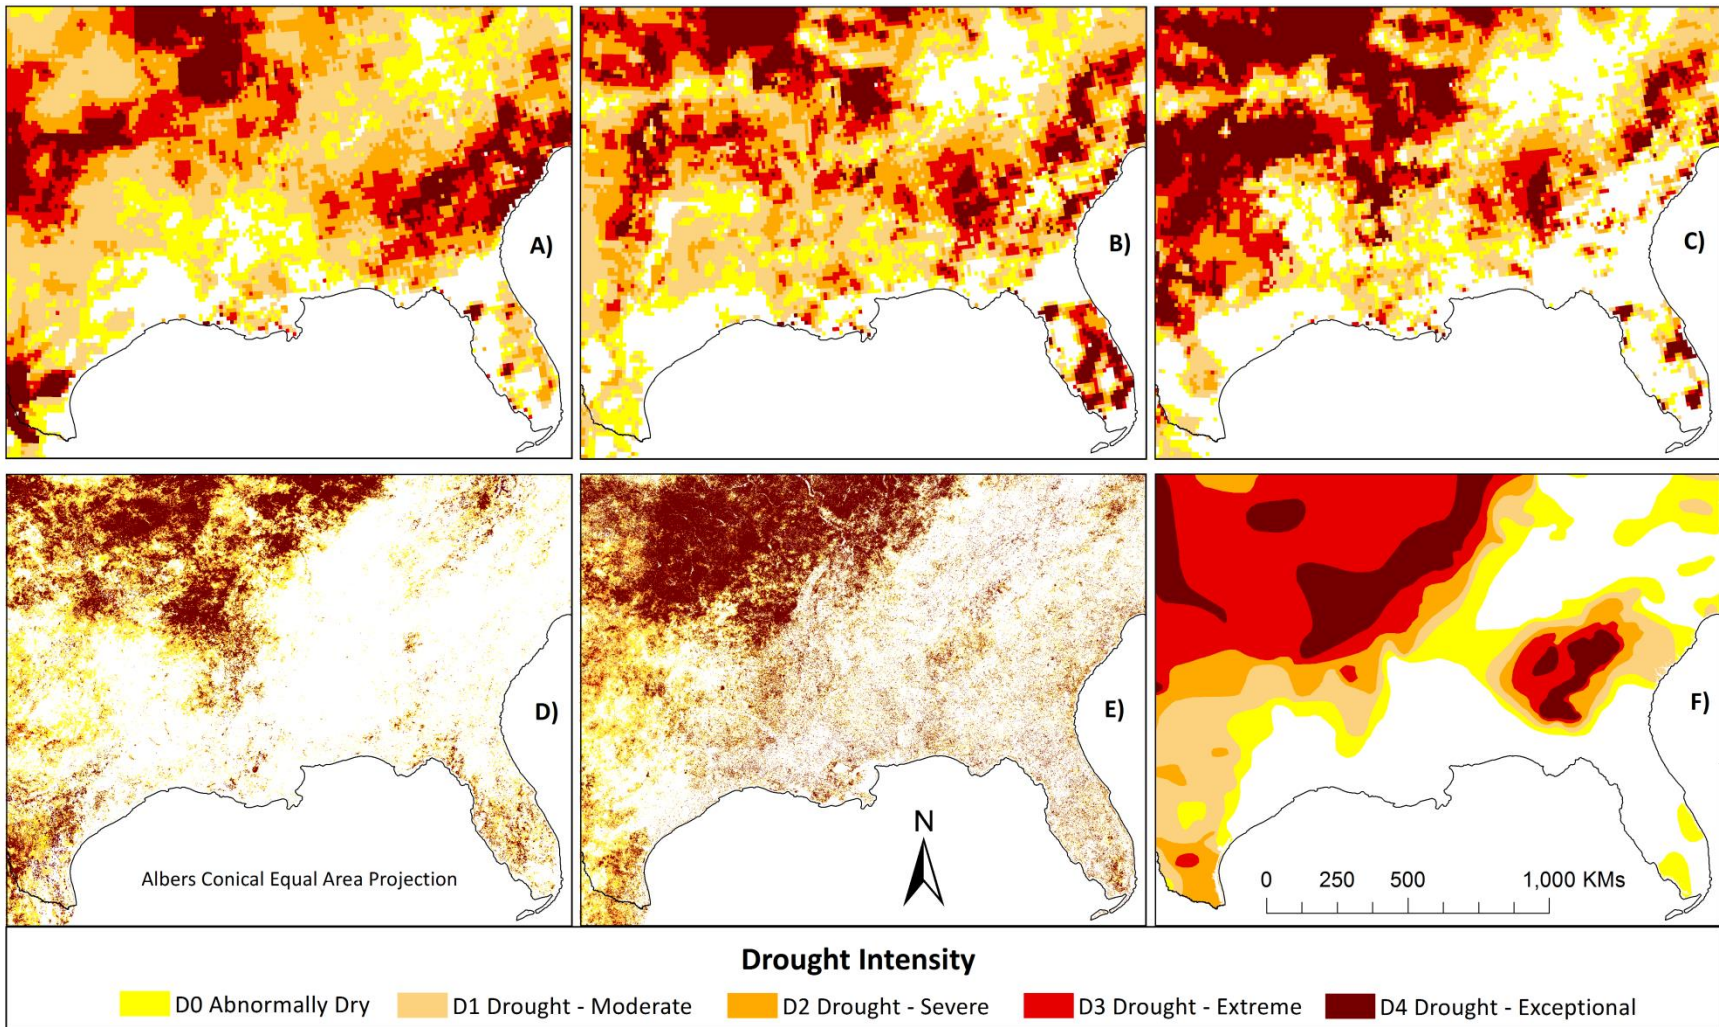 A)
B)
C)
D)
E)
F)
Albers Conical Equal Area Projection
N
0 250 500 1,000 KMs
Drought Intensity
D0 Abnormally Dry D1 Drought - Moderate D2 Drought - Severe D3 Drought - Extreme D4 Drought - Exceptional